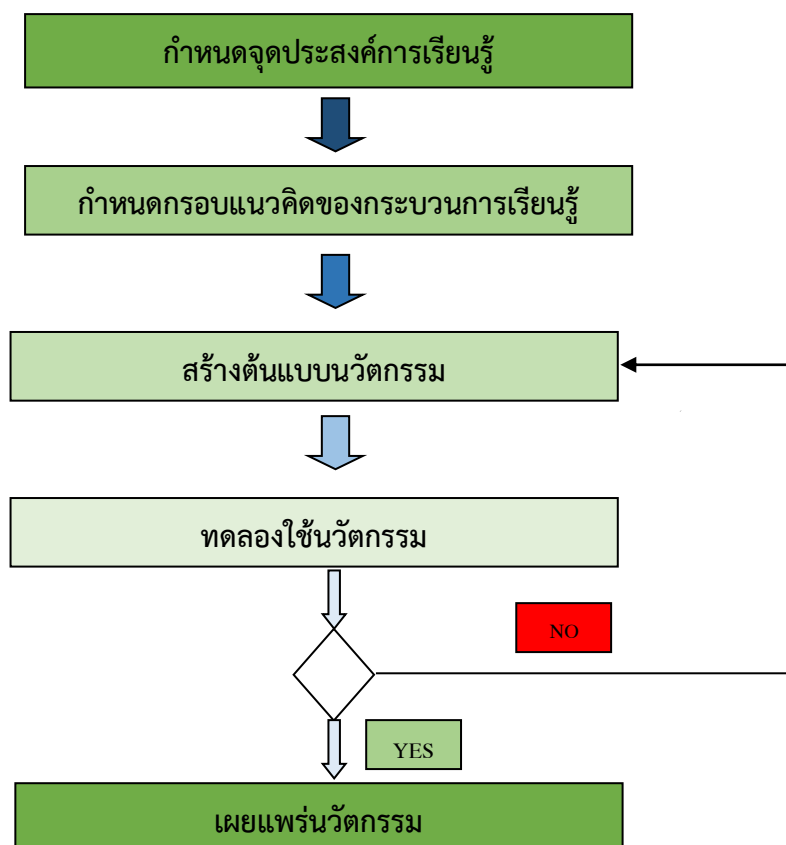 กำหนดจุดประสงค์การเรียนรู้
กำหนดกรอบแนวคิดของกระบวนการเรียนรู้
สร้างต้นแบบนวัตกรรม
ทดลองใช้นวัตกรรม
NO
YES
เผยแพร่นวัตกรรม